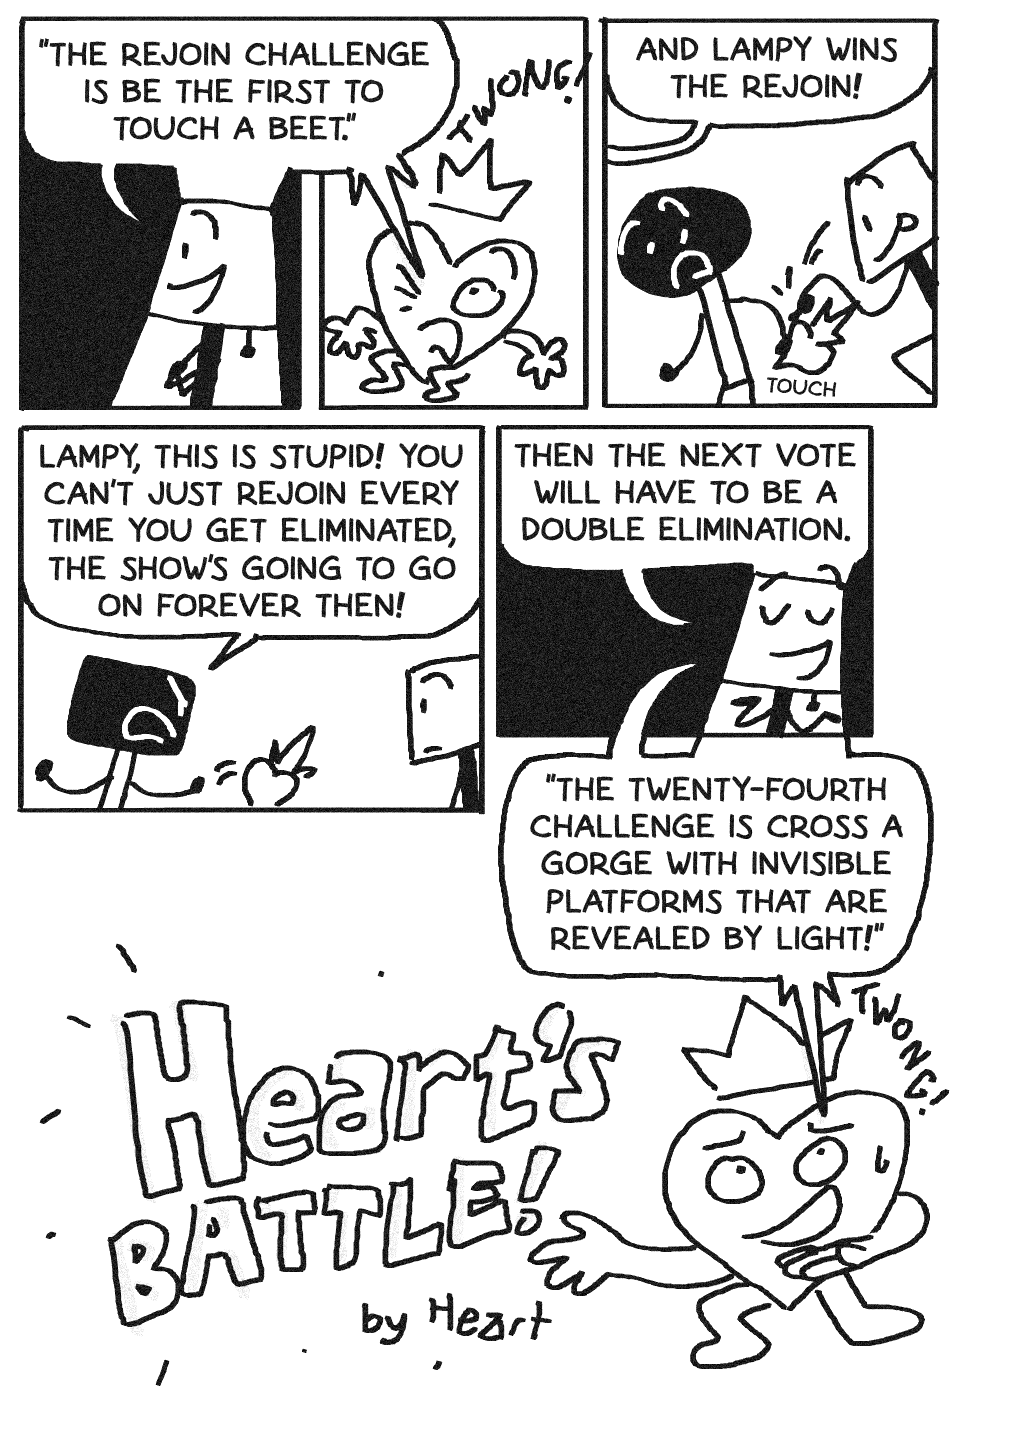 "THE REJOIN CHALLENGE
IS BE THE FIRST TO
TOUCH A BEET."
TWONG!
AND LAMPY WINS
THE REJOIN!
TOUCH
LAMPY, THIS IS STUPID! YOU
CAN'T JUST REJOIN EVERY
TIME YOU GET ELIMINATED,
THE SHOW'S GOING TO GO
ON FOREVER THEN!
THEN THE NEXT VOTE
WILL HAVE TO BE A
DOUBLE ELIMINATION.
"THE TWENTY-FOURTH
CHALLENGE IS CROSS A
GORGE WITH INVISIBLE
PLATFORMS THAT ARE
REVEALED BY LIGHT!"
TWONG!
Heart's
BATTLE!
by Heart